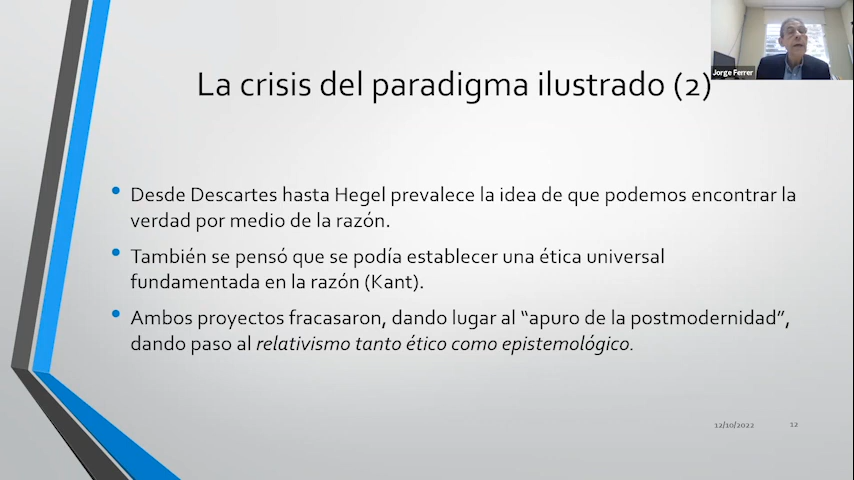 Jorge Ferrer
La crisis del paradigma ilustrado (2)
Desde Descartes hasta Hegel prevalece la idea de que podemos encontrar la
verdad por medio de la razón.
También se pensó que se podía establecer una ética universal
fundamentada en la razón (Kant).
Ambos proyectos fracasaron, dando lugar al “apuro de la postmodernidad”,
dando paso al relativismo tanto ético como epistemológico.
12/10/2022
12